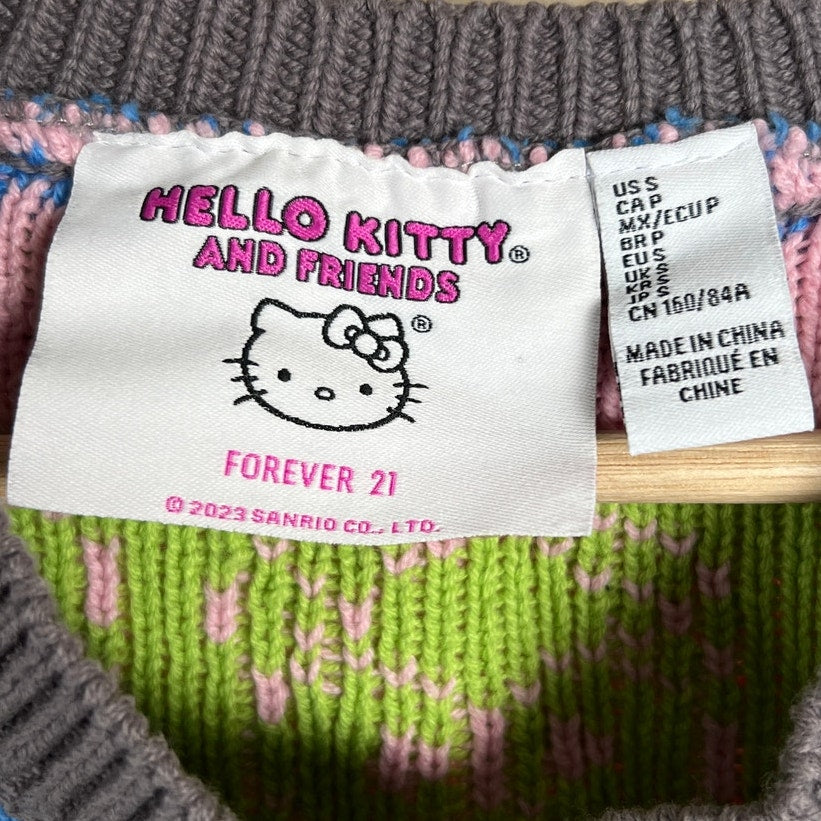 HELLO KITTY®
AND FRIENDS
®
FOREVER 21
© 2023 SANRIO CO., LTD.
US S
CA P
MX/ECU P
BR P
EU S
UK S
KR S
JP S
CN 160/84A
MADE IN CHINA
FABRIQUÉ EN
CHINE